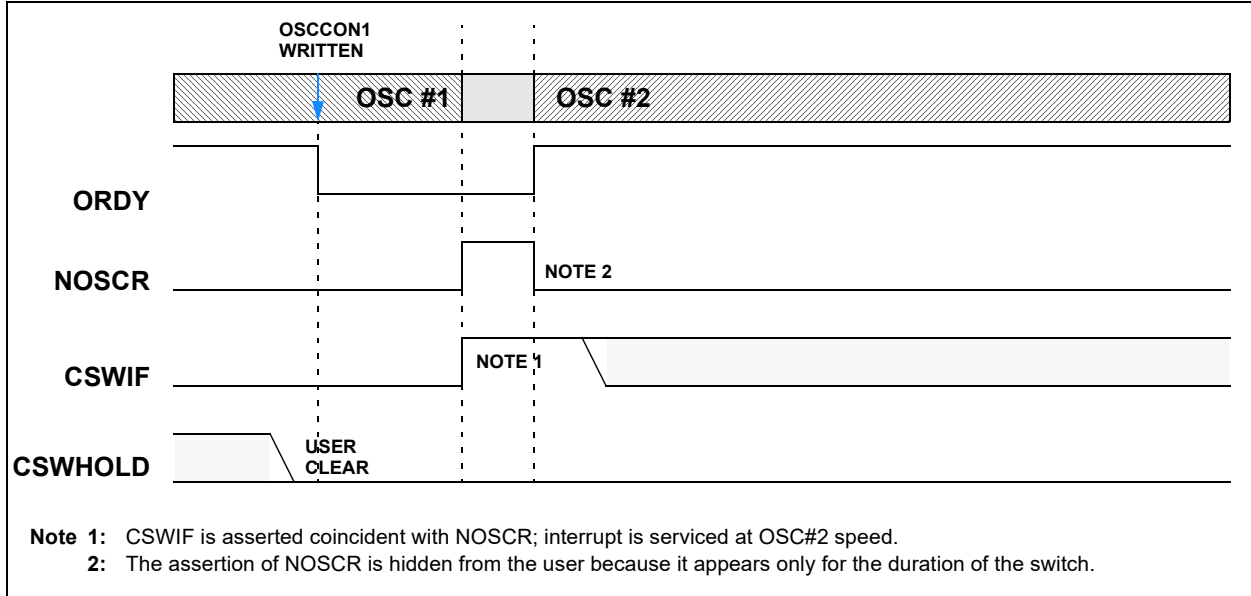 OSCCON1
WRITTEN
OSC #1
OSC #2
ORDY
NOSCR
NOTE 2
CSWIF
NOTE 1
CSWHOLD
USER
CLEAR
Note 1: CSWIF is asserted coincident with NOSCR; interrupt is serviced at OSC#2 speed.
2: The assertion of NOSCR is hidden from the user because it appears only for the duration of the switch.